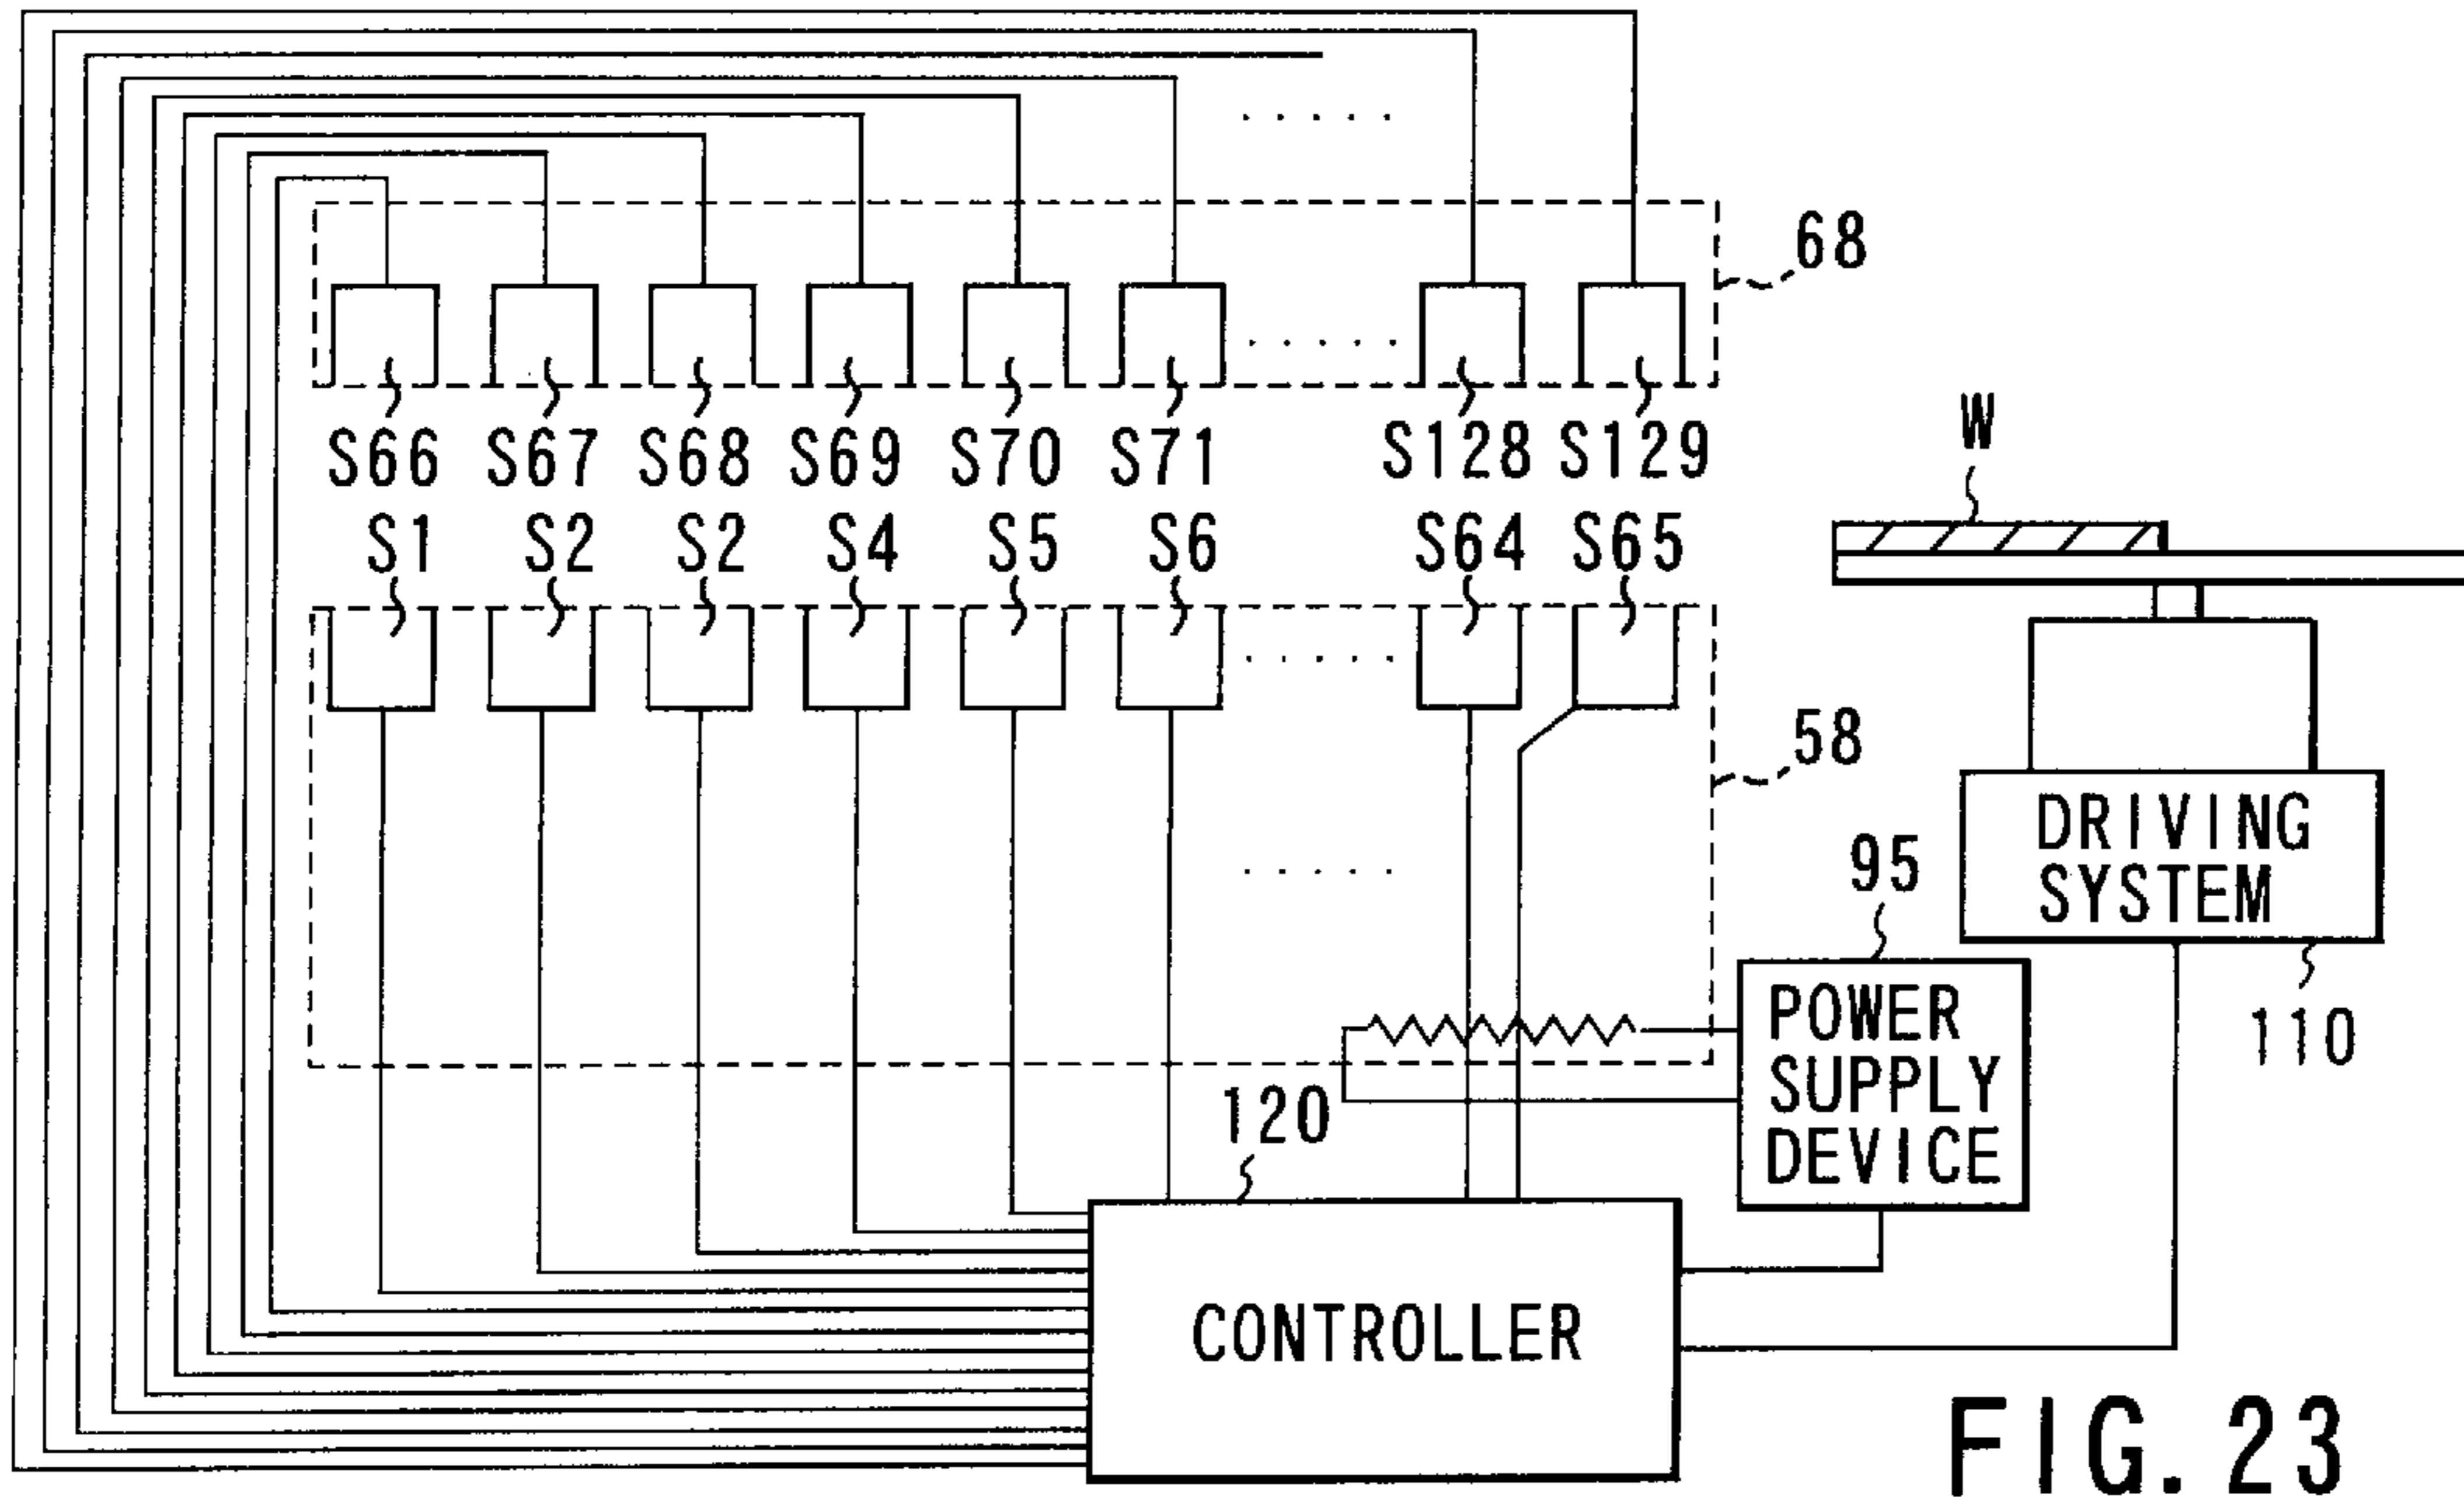 68
S66 S67 S68 S69 S70 S71 S128 S129
W
S1 S2 S2 S4 S5 S6 S64 S65
58
DRIVING
SYSTEM
95
110
POWER
SUPPLY
DEVICE
120
CONTROLLER
FIG. 23